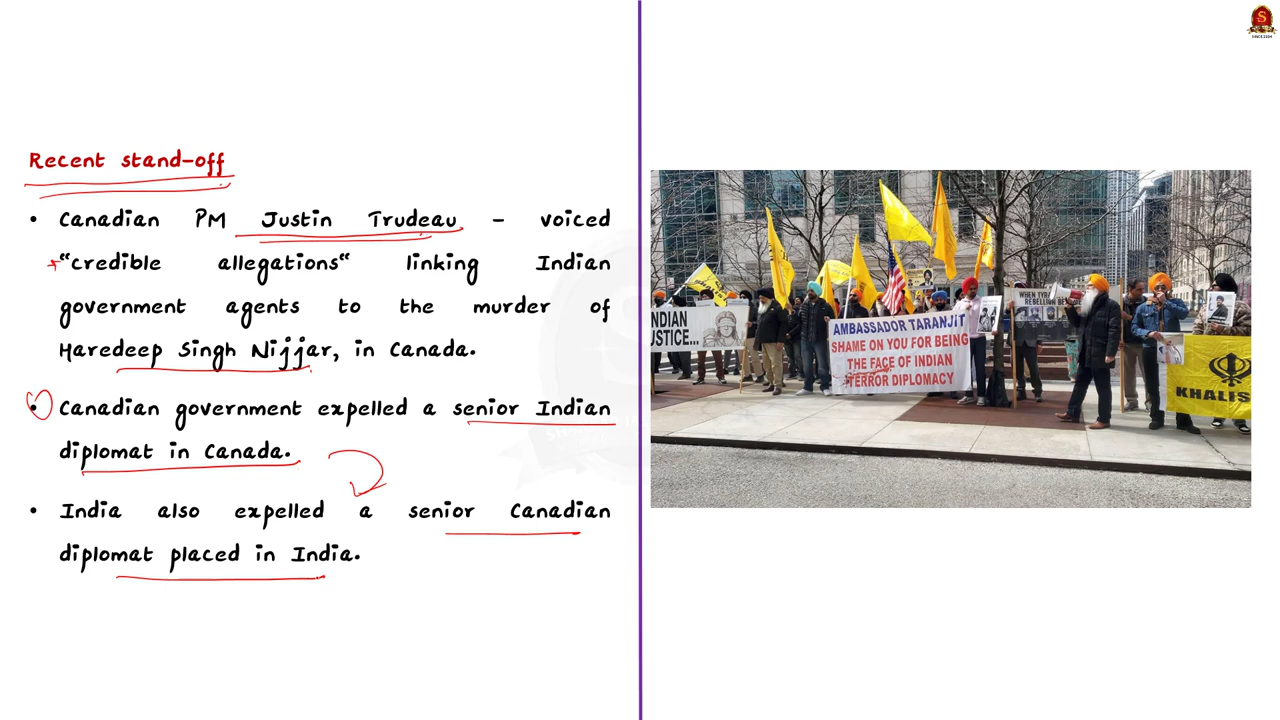 Recent stand-off
• Canadian PM Justin Trudeau - voiced
"credible allegations" linking Indian
government agents to the murder of
Haredeep Singh Nijjar, in Canada.
• Canadian government expelled a senior Indian
diplomat in Canada.
• India also expelled a senior Canadian
diplomat placed in India.
INDIAN
JUSTICE...
AMBASSADOR TARANJiT
SHAME ON YOU FOR BEING
THE FACE OF INDIAN
TERROR DIPLOMACY
WHEN
REBELLION
KHALIS
S